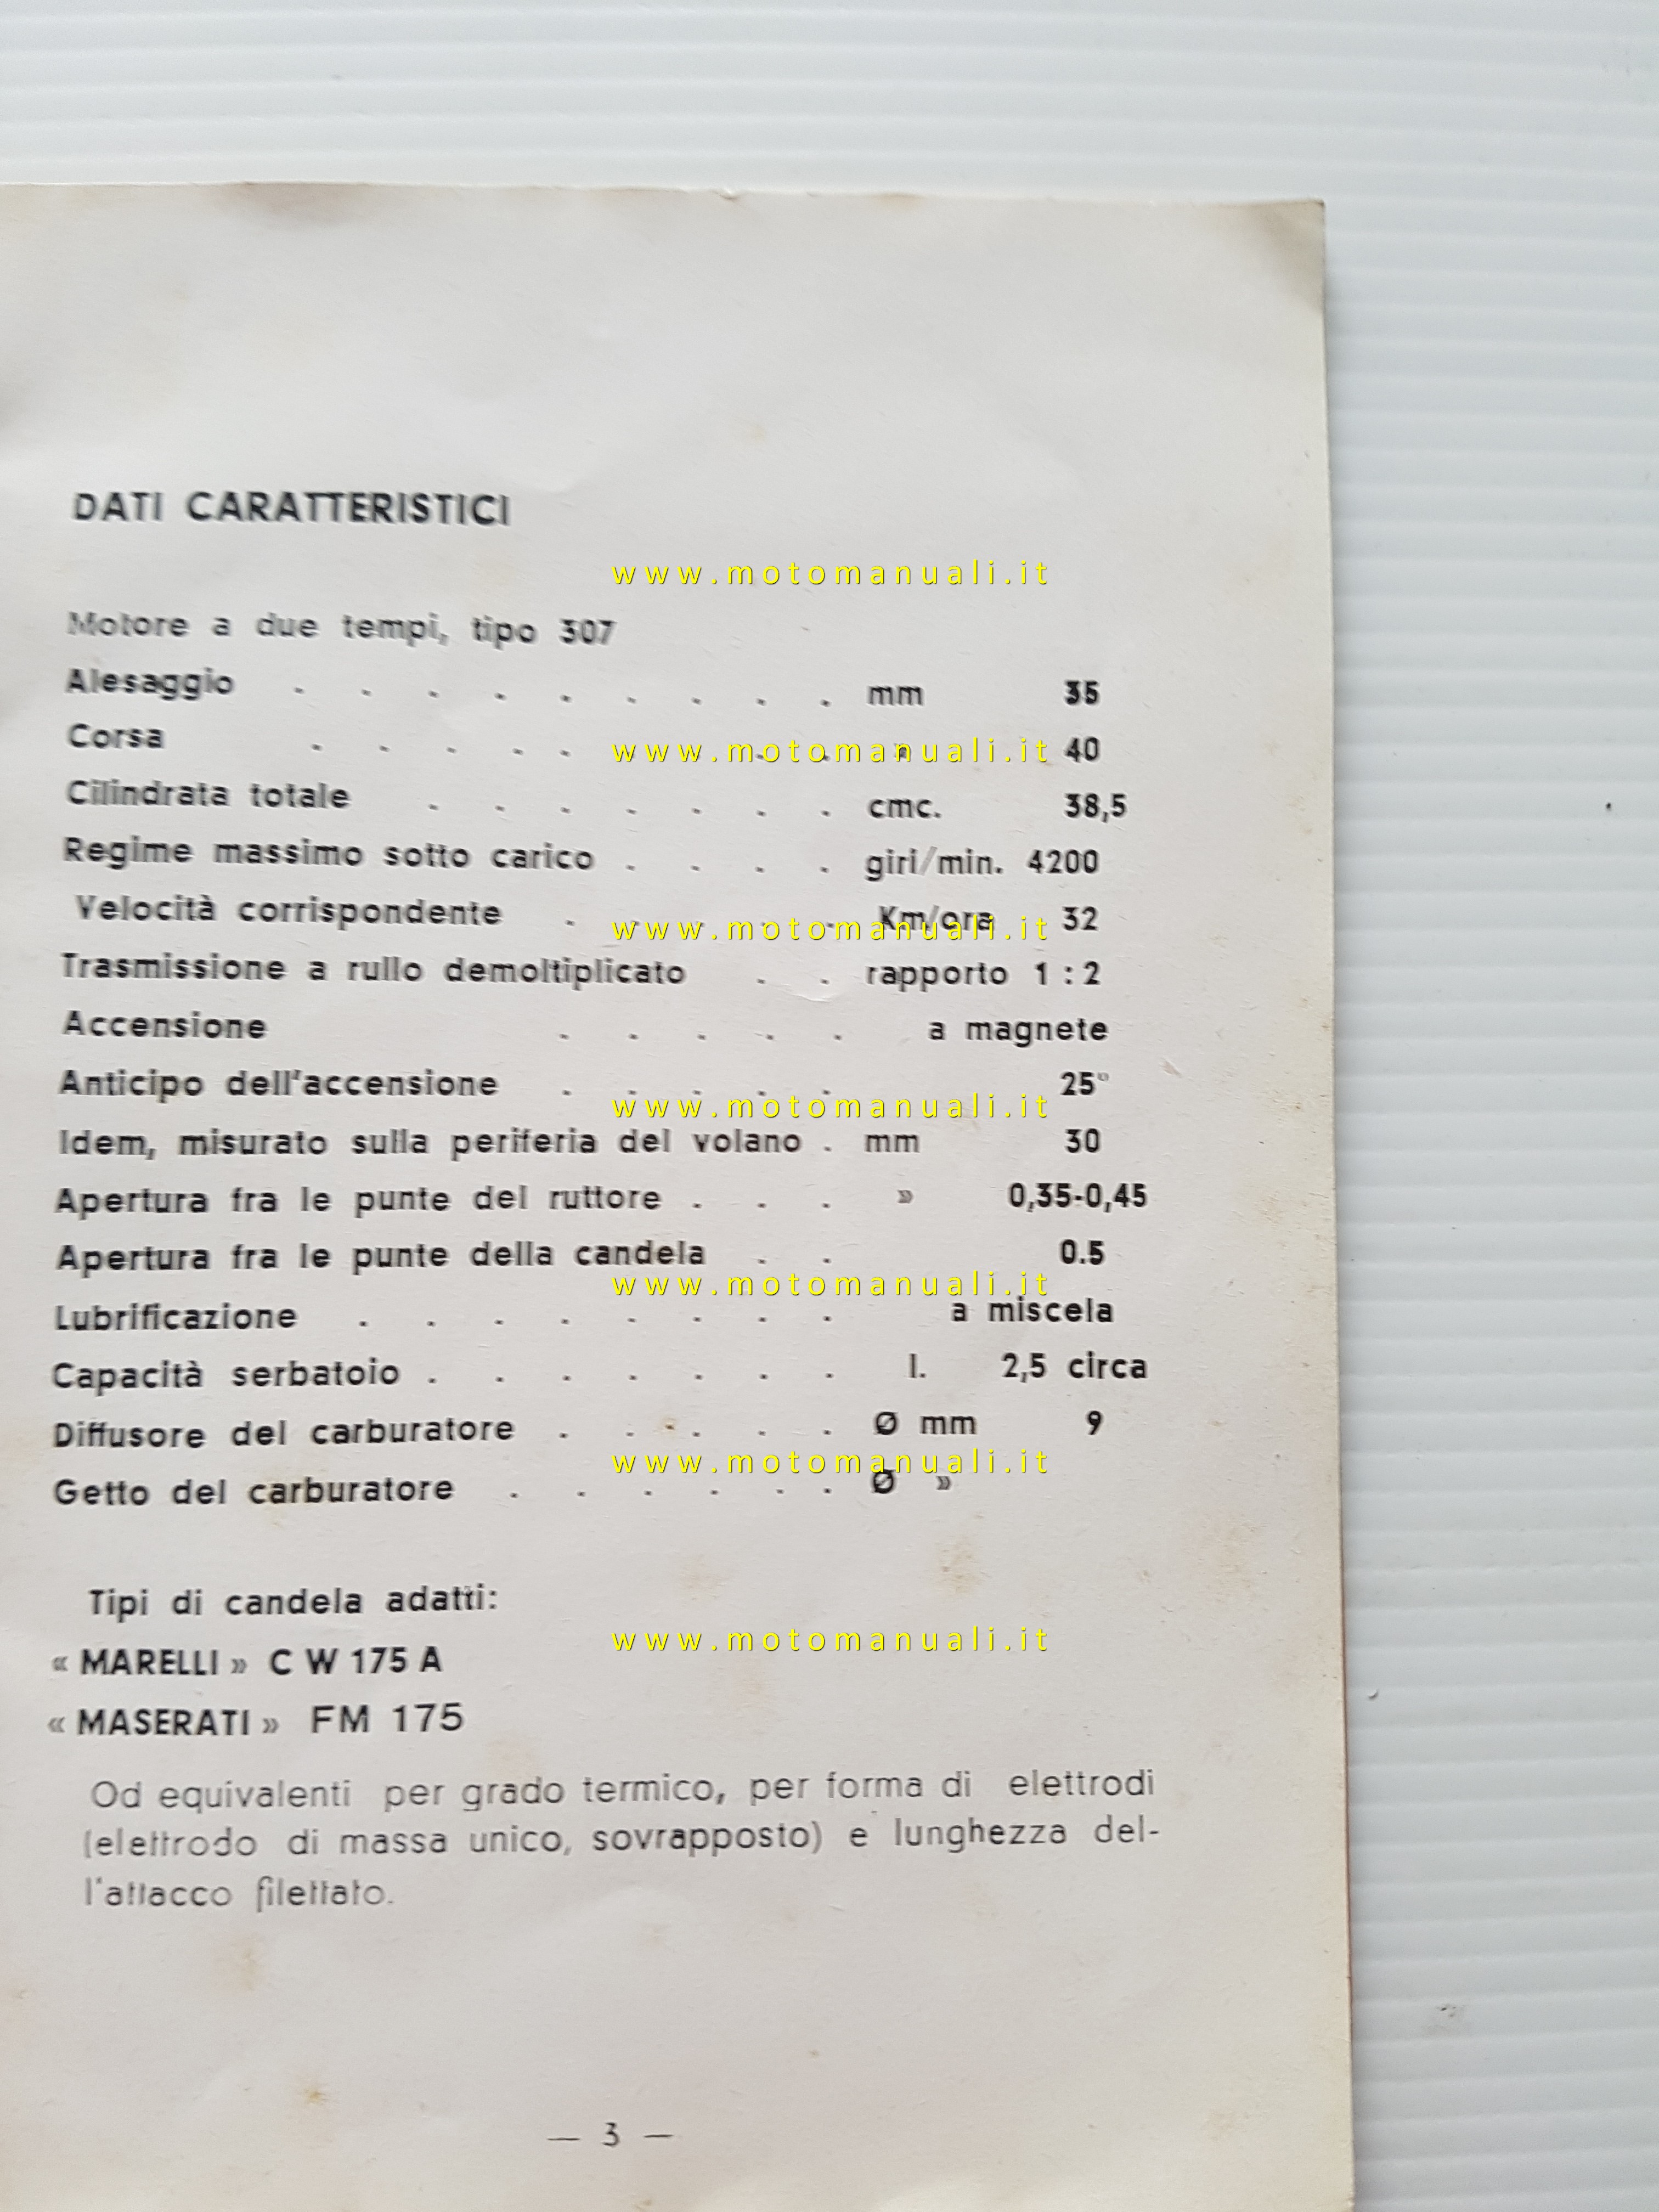 DATI CARATTERISTICI
www.motomanuali.it
Motore a due tempi, tipo 307
Alesaggio . . . . . . . . . mm 35
Corsa . . . . . . . . » 40
www.motomanuali.it
Cilindrata totale . . . . . . . cmc. 38,5
Regime massimo sotto carico . . . . giri/min. 4200
Velocità corrispondente . . . . . Km/ora 32
www.motomanuali.it
Trasmissione a rullo demoltiplicato . . rapporto 1 : 2
Accensione . . . . . a magnete
Anticipo dell'accensione . . . . . 25°
www.motomanuali.it
Idem, misurato sulla periferia del volano . mm 30
Apertura fra le punte del ruttore . . . » 0,35-0,45
Apertura fra le punte della candela . . 0.5
www.motomanuali.it
Lubrificazione . . . . . . . . a miscela
Capacità serbatoio . . . . . . . l. 2,5 circa
Diffusore del carburatore . . . . . Ø mm 9
www.motomanuali.it
Getto del carburatore . . . . . . Ø »
Tipi di candela adatti:
www.motomanuali.it
« MARELLI » C W 175 A
« MASERATI » FM 175
Od equivalenti per grado termico, per forma di elettrodi
(elettrodo di massa unico, sovrapposto) e lunghezza del-
l'attacco filettato.
— 3 —